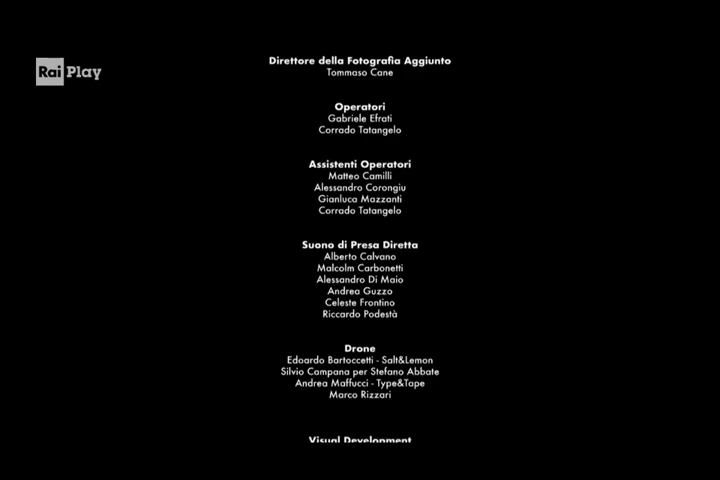 Rai Play
Direttore della Fotografia Aggiunto
Tommaso Cane
Operatori
Gabriele Efrati
Corrado Tatangelo
Assistenti Operatori
Matteo Camilli
Alessandro Corongiu
Gianluca Mazzanti
Corrado Tatangelo
Suono di Presa Diretta
Alberto Calvano
Malcolm Carbonetti
Alessandro Di Maio
Andrea Guzzo
Celeste Frontino
Riccardo Podestà
Drone
Edoardo Bartoccetti - Salt&Lemon
Silvio Campana per Stefano Abbate
Andrea Maffucci - Type&Tape
Marco Rizzari
Visual Development